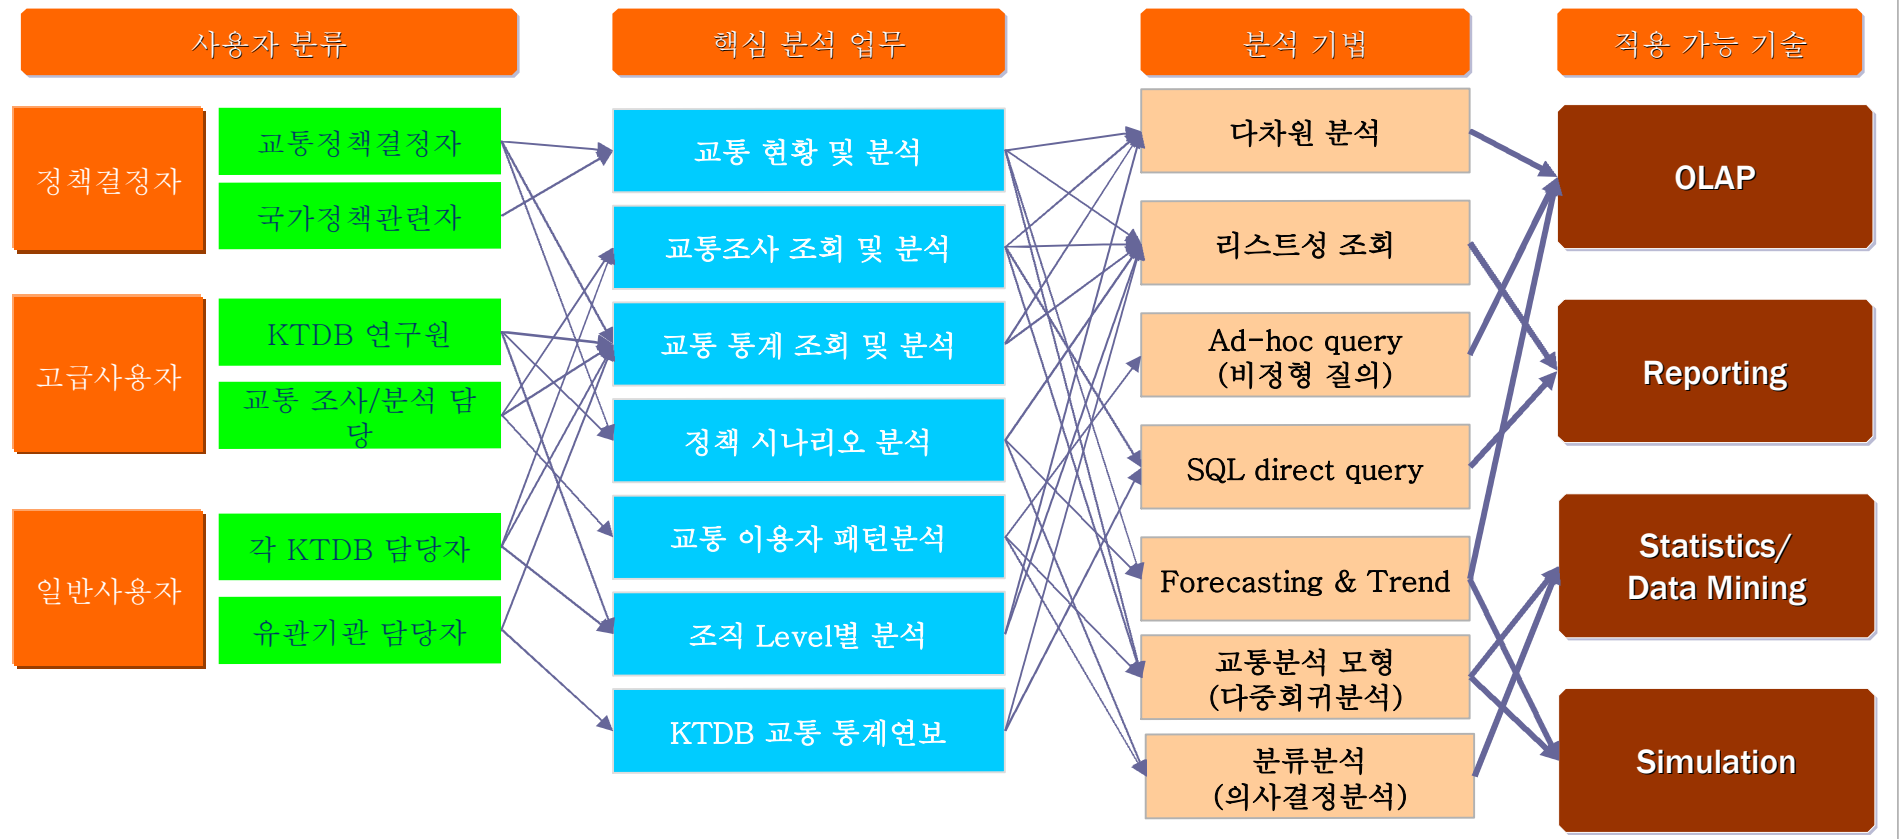 사용자 분류
핵심 분석 업무
분석 기법
적용 가능 기술
정책결정자
교통정책결정자
국가정책관련자
고급사용자
KTDB 연구원
교통 조사/분석 담
당
일반사용자
각 KTDB 담당자
유관기관 담당자
교통 현황 및 분석
교통조사 조회 및 분석
교통 통계 조회 및 분석
정책 시나리오 분석
교통 이용자 패턴분석
조직 Level별 분석
KTDB 교통 통계연보
다차원 분석
리스트성 조회
Ad-hoc query
(비정형 질의)
SQL direct query
Forecasting & Trend
교통분석 모형
(다중회귀분석)
분류분석
(의사결정분석)
OLAP
Reporting
Statistics/
Data Mining
Simulation